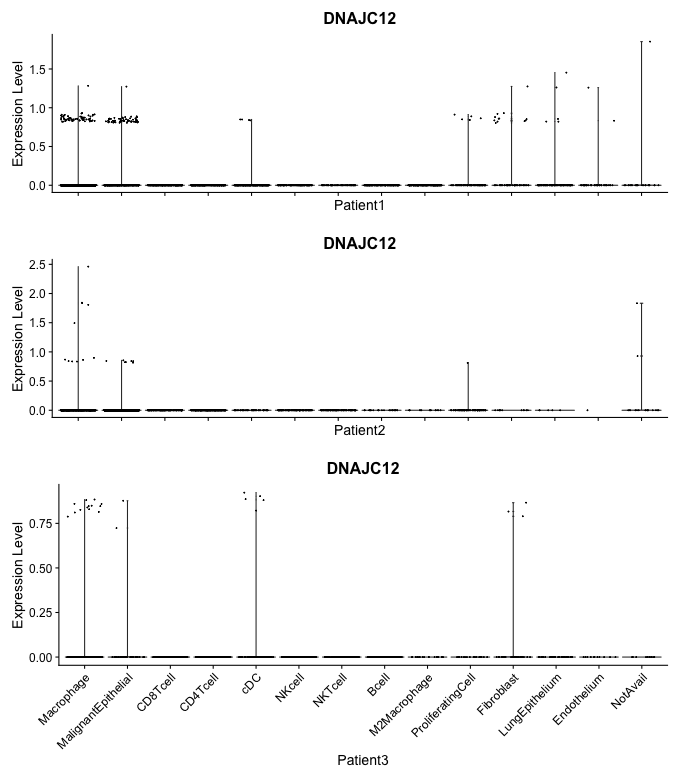 DNAJC12
Expression Level
1.5
1.0
0.5
0.0
Patient1
DNAJC12
Expression Level
2.5
2.0
1.5
1.0
0.5
0.0
Patient2
DNAJC12
Expression Level
0.75
0.50
0.25
0.00
Macrophage
MalignantEpithelial
CD8Tcell
CD4Tcell
cDC
NKcell
NKTcell
Bcell
M2Macrophage
ProliferatingCell
Fibroblast
LungEpithelium
Endothelium
NotAvail
Patient3